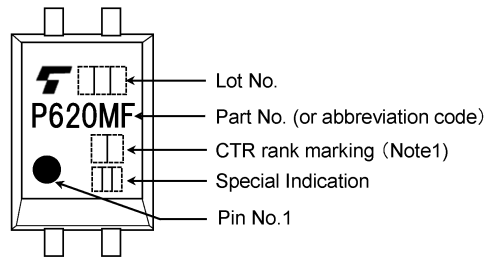 Lot No.
P620MF
Part No. (or abbreviation code)
CTR rank marking (Note1)
Special Indication
Pin No.1